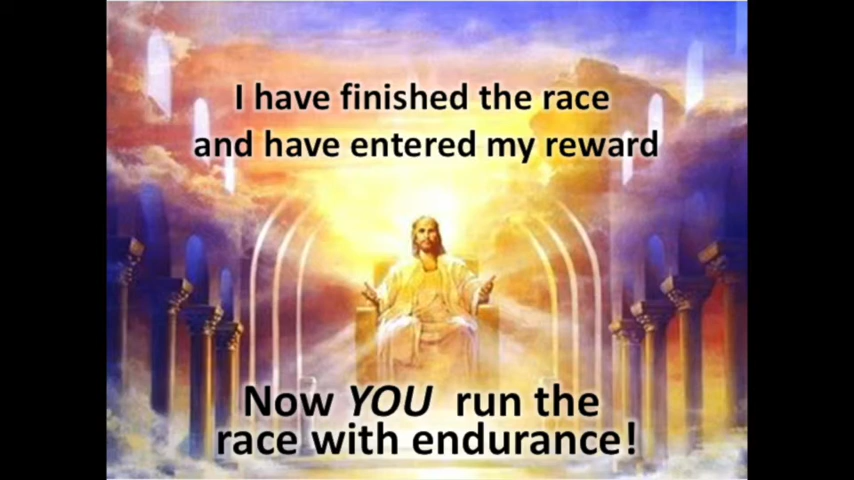 I have finished the race
and have entered my reward
Now YOU run the
race with endurance!